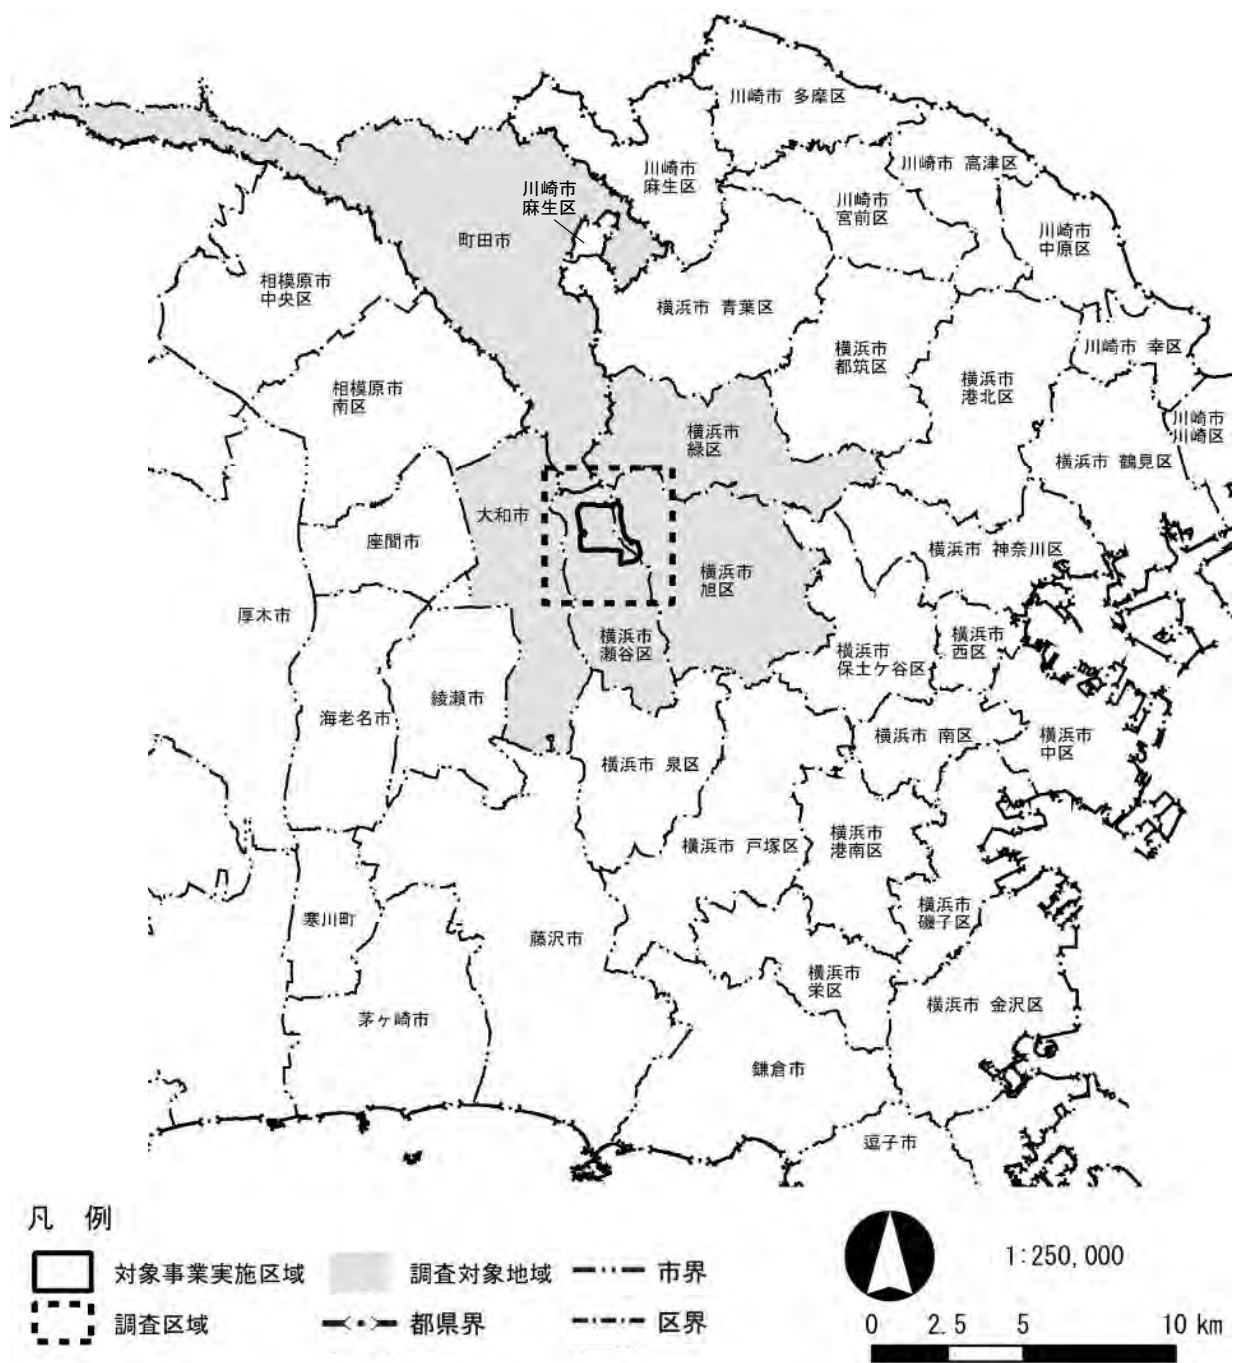 川崎市 多摩区
川崎市 高津区
川崎市
麻生区
川崎市
麻生区
川崎市
宮前区
川崎市
中原区
町田市
相模原市
中央区
横浜市 青葉区
川崎市 幸区
横浜市
都筑区
相模原市
南区
横浜市
港北区
川崎市
川崎区
横浜市
緑区
横浜市 鶴見区
大和市
座間市
横浜市 神奈川区
横浜市
旭区
厚木市
横浜市
瀬谷区
横浜市
西区
横浜市
保土ケ谷区
綾瀬市
海老名市
横浜市 南区
横浜市
中区
横浜市 泉区
横浜市 戸塚区
横浜市
港南区
寒川町
横浜市
磯子区
藤沢市
横浜市
栄区
横浜市 金沢区
茅ヶ崎市
鎌倉市
逗子市
凡 例
対象事業実施区域
調査対象地域
市界
調査区域
都県界
区界
1:250,000
0 2.5 5 10 km